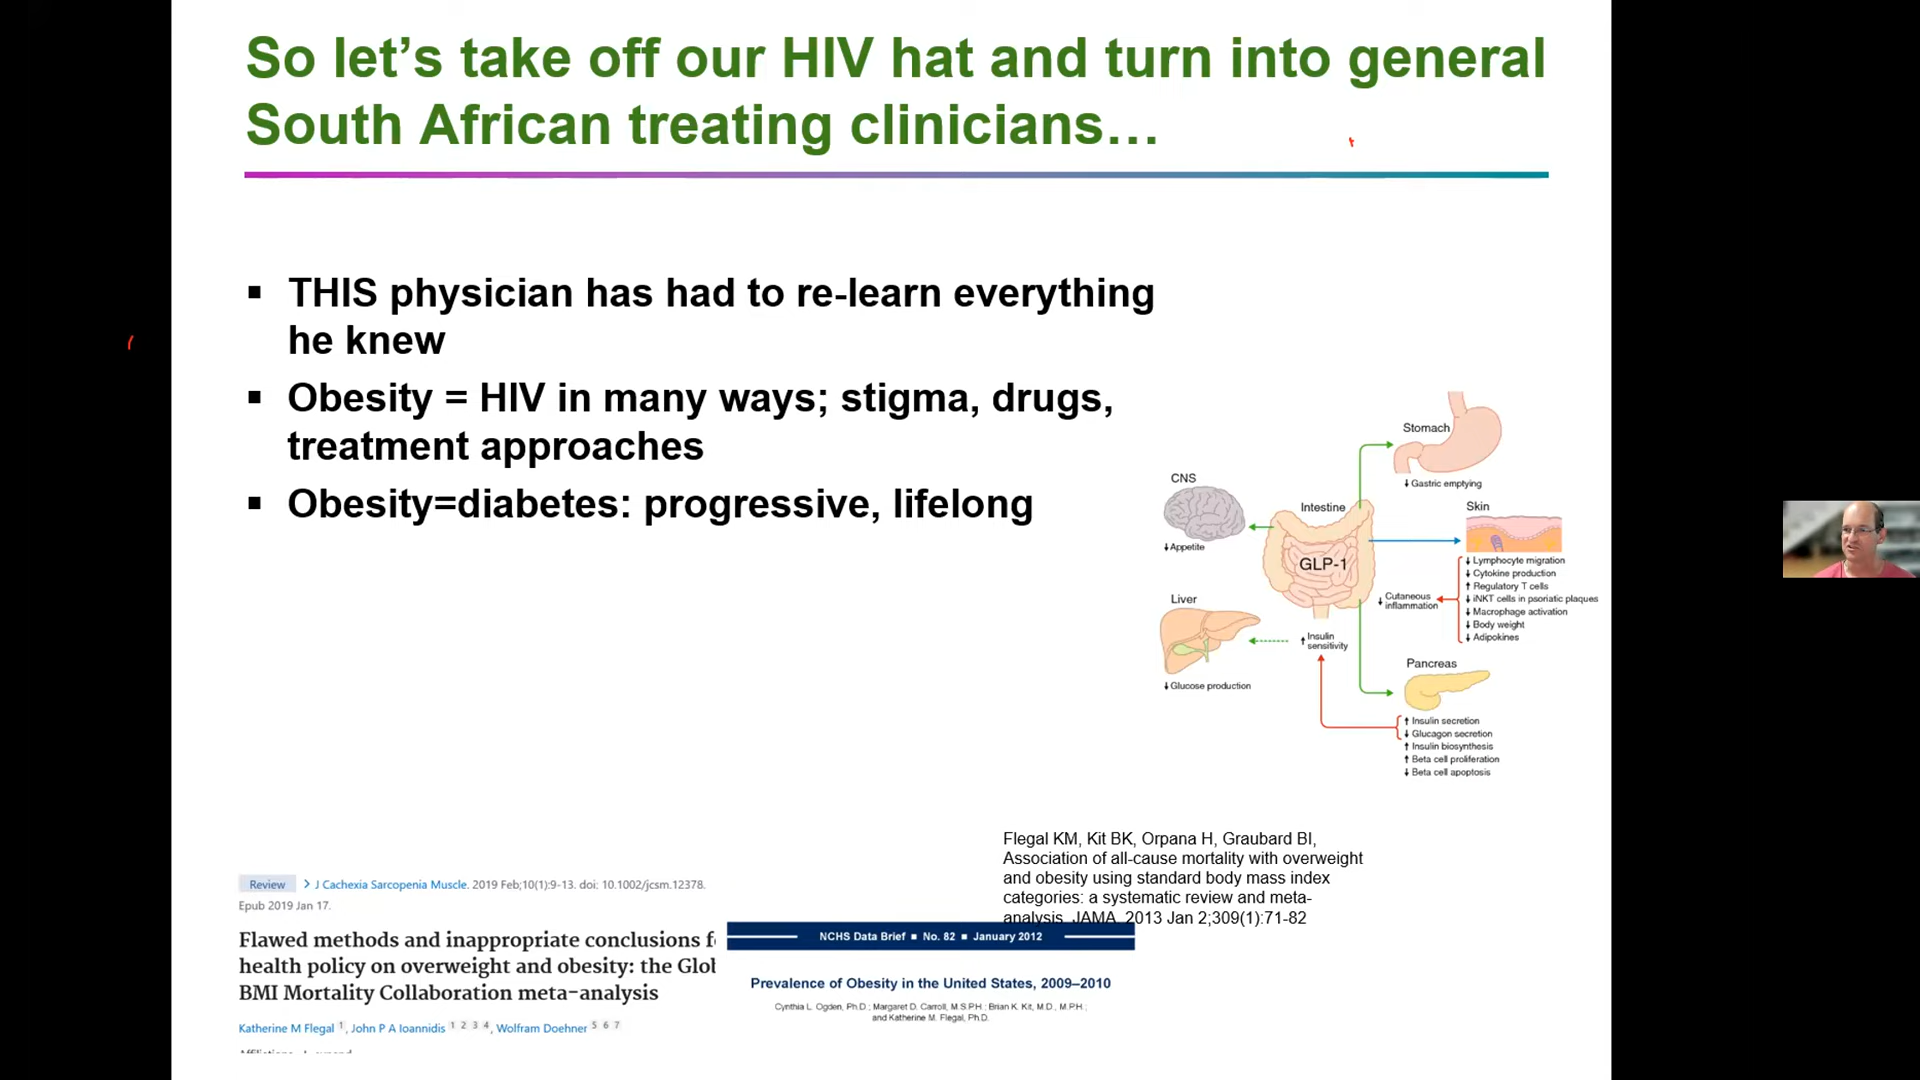 So let's take off our HIV hat and turn into general
South African treating clinicians…
▪ THIS physician has had to re-learn everything
he knew
▪ Obesity = HIV in many ways; stigma, drugs,
treatment approaches
▪ Obesity=diabetes: progressive, lifelong
Stomach
↓ Gastric emptying
CNS
↓ Appetite
Intestine
GLP-1
Skin
↓ Lymphocyte migration
↓ Cytokine production
↑ Regulatory T cells
↓ iNKT cells in psoriatic plaques
↓ Macrophage activation
↓ Body weight
↓ Adipokines
↓ Cutaneous
inflammation
Liver
↓ Glucose production
↑ Insulin
sensitivity
Pancreas
↑ Insulin secretion
↓ Glucagon secretion
↑ Insulin biosynthesis
↑ Beta cell proliferation
↓ Beta cell apoptosis
Flegal KM, Kit BK, Orpana H, Graubard BI,
Association of all-cause mortality with overweight
and obesity using standard body mass index
categories: a systematic review and meta-
analysis. JAMA. 2013 Jan 2;309(1):71-82
Review > J Cachexia Sarcopenia Muscle. 2019 Feb;10(1):9-13. doi: 10.1002/jcsm.12378.
Epub 2019 Jan 17.
Flawed methods and inappropriate conclusions f
health policy on overweight and obesity: the Glo
BMI Mortality Collaboration meta-analysis
Katherine M Flegal 1, John P A Ioannidis 1 2 3 4, Wolfram Doehner 5 6 7
NCHS Data Brief ■ No. 82 ■ January 2012
Prevalence of Obesity in the United States, 2009–2010
Cynthia L. Ogden, Ph.D.; Margaret D. Carroll, M.S.P.H.; Brian K. Kit, M.D., M.P.H.;
and Katherine M. Flegal, Ph.D.